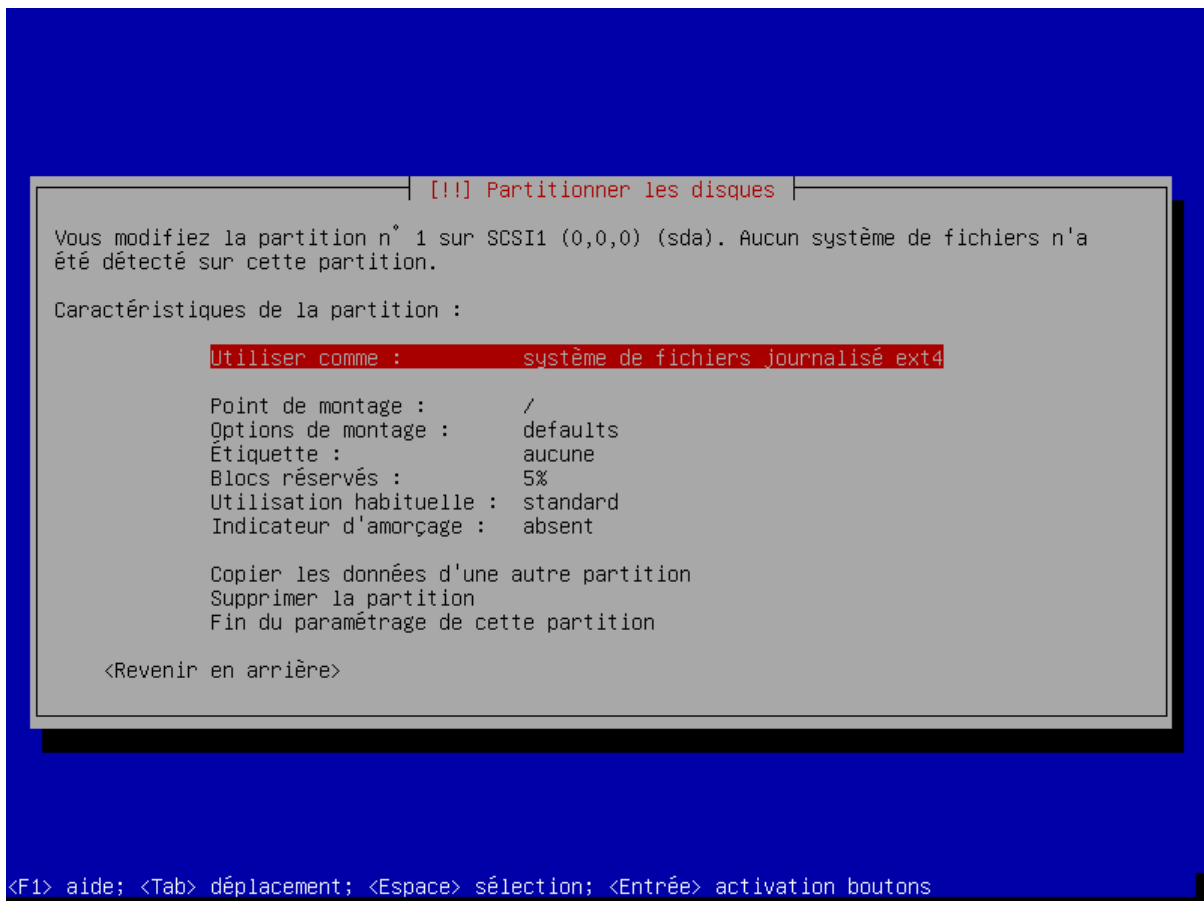 [!!] Partitionner les disques
Vous modifiez la partition n° 1 sur SCSI1 (0,0,0) (sda). Aucun système de fichiers n'a
été détecté sur cette partition.
Caractéristiques de la partition :
Utiliser comme : système de fichiers journalisé ext4
Point de montage : /
Options de montage : defaults
Étiquette : aucune
Blocs réservés : 5%
Utilisation habituelle : standard
Indicateur d'amorçage : absent
Copier les données d'une autre partition
Supprimer la partition
Fin du paramétrage de cette partition
<Revenir en arrière>
<F1> aide; <Tab> déplacement; <Espace> sélection; <Entrée> activation boutons